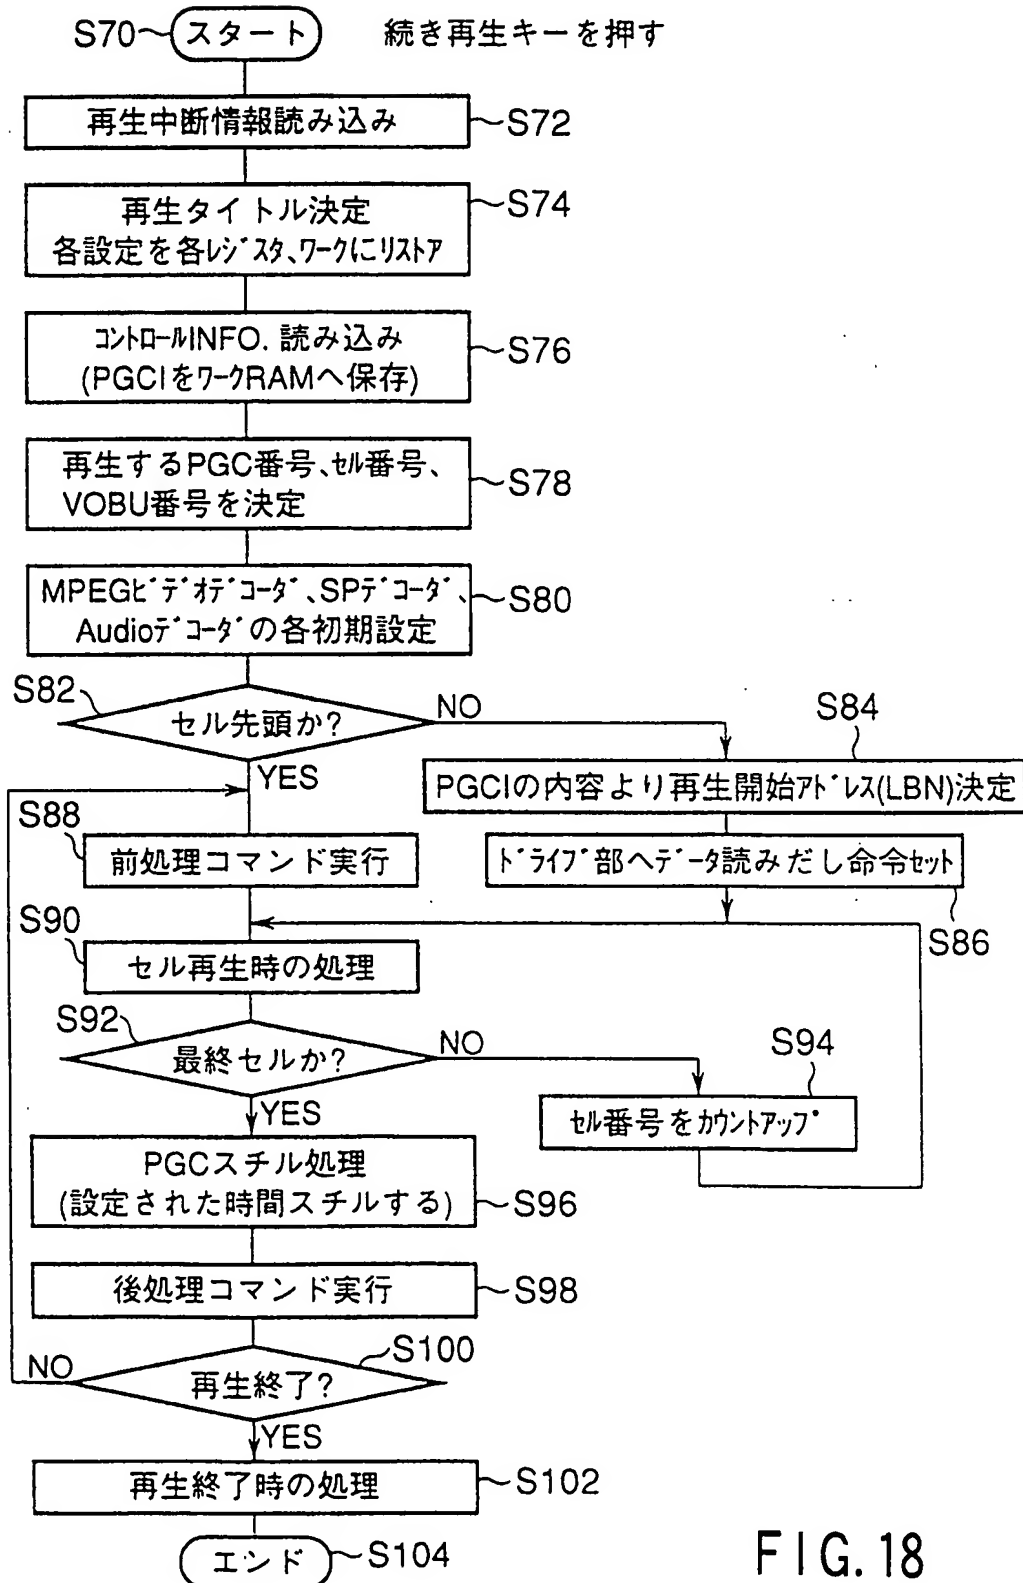 S70 スタート 続き再生キーを押す
再生中断情報読み込み S72
再生タイトル決定 S74
各設定を各ﾚｼﾞｽﾀ、ﾜｰｸにﾘｽﾄｱ
ｺﾝﾄﾛｰﾙINFO. 読み込み S76
(PGCIをﾜｰｸRAMへ保存)
再生するPGC番号、ｾﾙ番号、 S78
VOBU番号を決定
MPEGﾋﾞﾃﾞｵﾃﾞｺｰﾀﾞ、SPﾃﾞｺｰﾀﾞ、 S80
Audioﾃﾞｺｰﾀﾞの各初期設定
S82 セル先頭か? NO
YES
S84
PGCIの内容より再生開始ｱﾄﾞﾚｽ(LBN)決定
S88
前処理コマンド実行
ﾄﾞﾗｲﾌﾞ部へﾃﾞｰﾀ読みだし命令ｾｯﾄ
S86
S90
セル再生時の処理
S92 最終セルか? NO
YES
S94
ｾﾙ番号をｶｳﾝﾄｱｯﾌﾟ
PGCスチル処理
(設定された時間スチルする) S96
後処理コマンド実行 S98
S100
NO 再生終了?
YES
再生終了時の処理 S102
エンド S104
FIG. 18